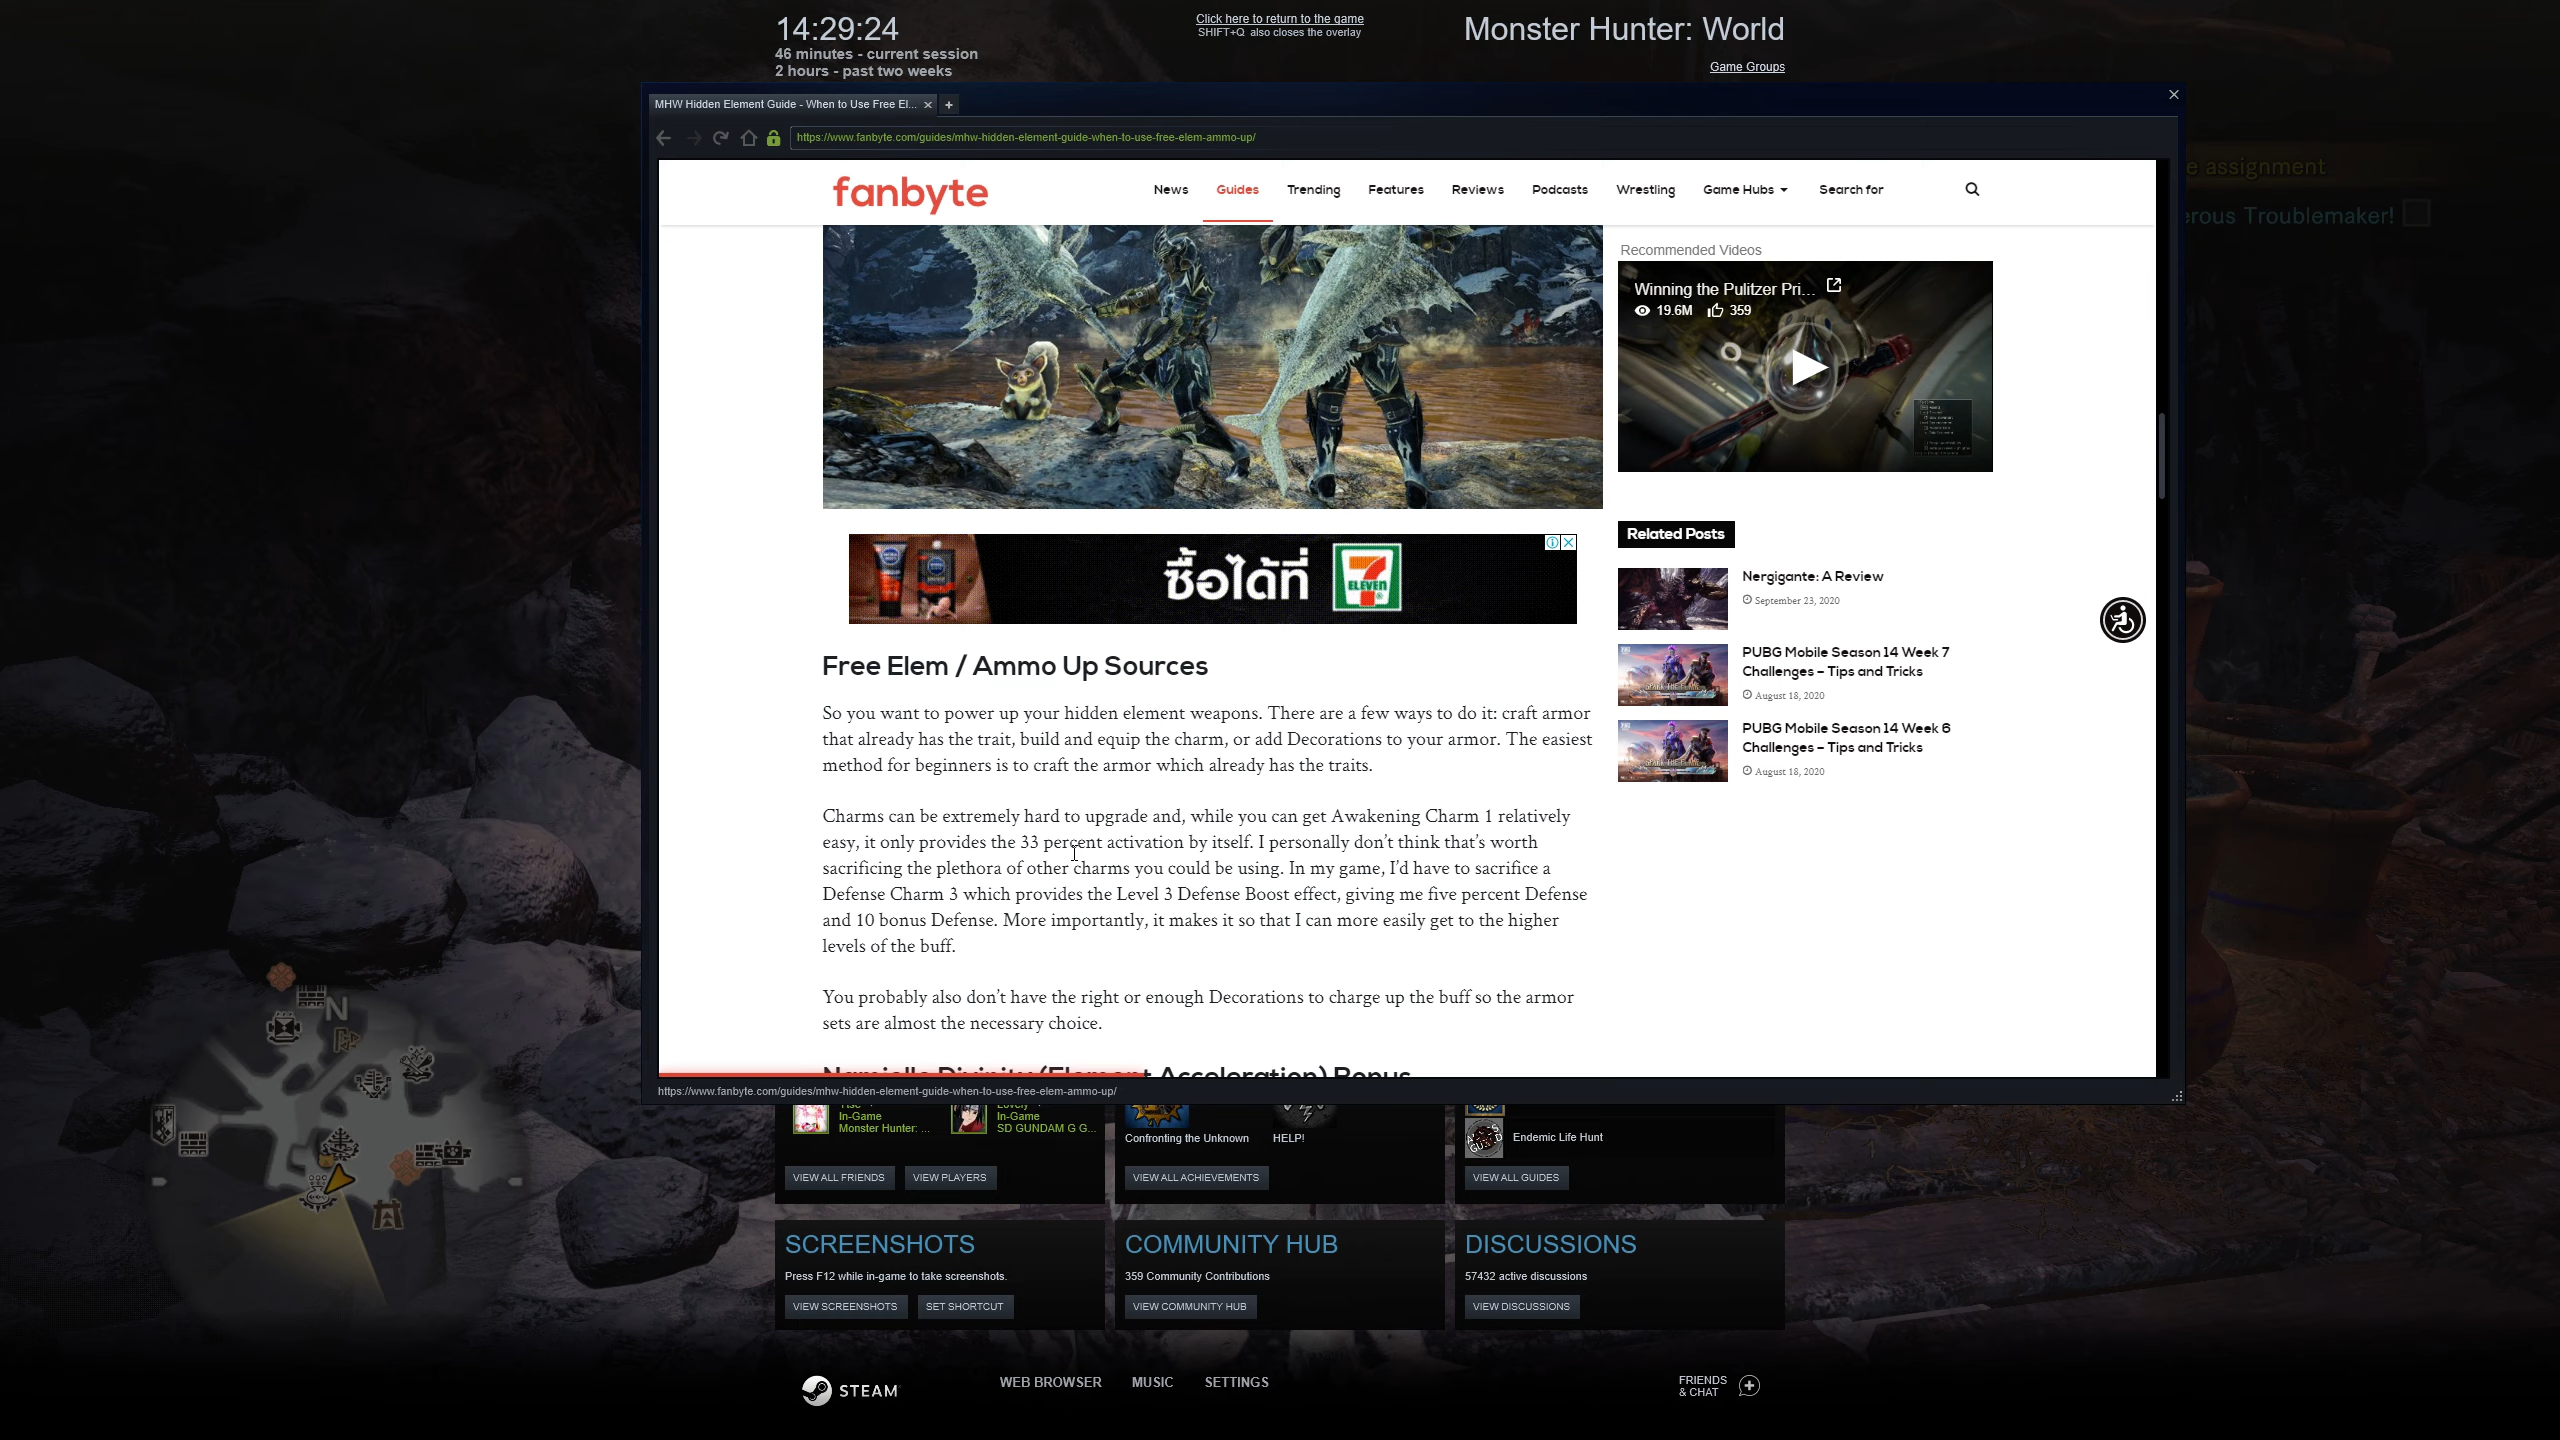 14:29:24
46 minutes - current session
2 hours - past two weeks
Click here to return to the game
SHIFT+Q also closes the overlay
Monster Hunter: World
Game Groups
MHW Hidden Element Guide - When to Use Free El...
https://www.fanbyte.com/guides/mhw-hidden-element-guide-when-to-use-free-elem-ammo-up/
e assignment
erous Troublemaker!
fanbyte
News Guides Trending Features Reviews Podcasts Wrestling Game Hubs Search for
Recommended Videos
Winning the Pulitzer Pri...
19.6M 359
ซื้อได้ที่
7
ELEVEN
Related Posts
Nergigante: A Review
September 23, 2020
PUBG Mobile Season 14 Week 7
Challenges – Tips and Tricks
August 18, 2020
PUBG Mobile Season 14 Week 6
Challenges – Tips and Tricks
August 18, 2020
Free Elem / Ammo Up Sources
So you want to power up your hidden element weapons. There are a few ways to do it: craft armor
that already has the trait, build and equip the charm, or add Decorations to your armor. The easiest
method for beginners is to craft the armor which already has the traits.
Charms can be extremely hard to upgrade and, while you can get Awakening Charm 1 relatively
easy, it only provides the 33 percent activation by itself. I personally don’t think that’s worth
sacrificing the plethora of other charms you could be using. In my game, I’d have to sacrifice a
Defense Charm 3 which provides the Level 3 Defense Boost effect, giving me five percent Defense
and 10 bonus Defense. More importantly, it makes it so that I can more easily get to the higher
levels of the buff.
You probably also don’t have the right or enough Decorations to charge up the buff so the armor
sets are almost the necessary choice.
Namielle Divinity (Element Acceleration) Bonus
https://www.fanbyte.com/guides/mhw-hidden-element-guide-when-to-use-free-elem-ammo-up/
N
In-Game
Monster Hunter: ...
Lovely
In-Game
SD GUNDAM G G...
Confronting the Unknown
HELP!
Endemic Life Hunt
VIEW ALL FRIENDS VIEW PLAYERS VIEW ALL ACHIEVEMENTS VIEW ALL GUIDES
SCREENSHOTS
Press F12 while in-game to take screenshots.
VIEW SCREENSHOTS SET SHORTCUT
COMMUNITY HUB
359 Community Contributions
VIEW COMMUNITY HUB
DISCUSSIONS
57432 active discussions
VIEW DISCUSSIONS
STEAM
WEB BROWSER MUSIC SETTINGS
FRIENDS
& CHAT